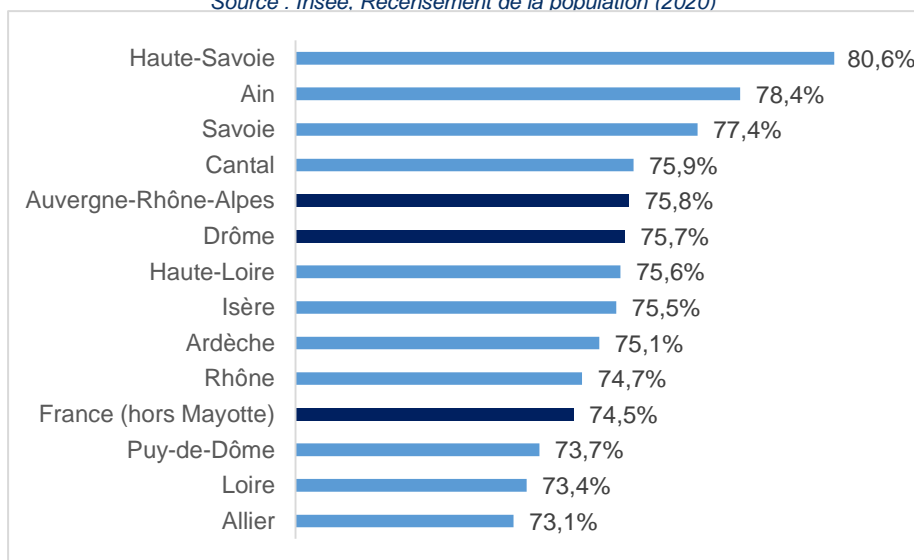 Source : Insee, Recensement de la population (2020)
Haute-Savoie 80,6%
Ain 78,4%
Savoie 77,4%
Cantal 75,9%
Auvergne-Rhône-Alpes 75,8%
Drôme 75,7%
Haute-Loire 75,6%
Isère 75,5%
Ardèche 75,1%
Rhône 74,7%
France (hors Mayotte) 74,5%
Puy-de-Dôme 73,7%
Loire 73,4%
Allier 73,1%